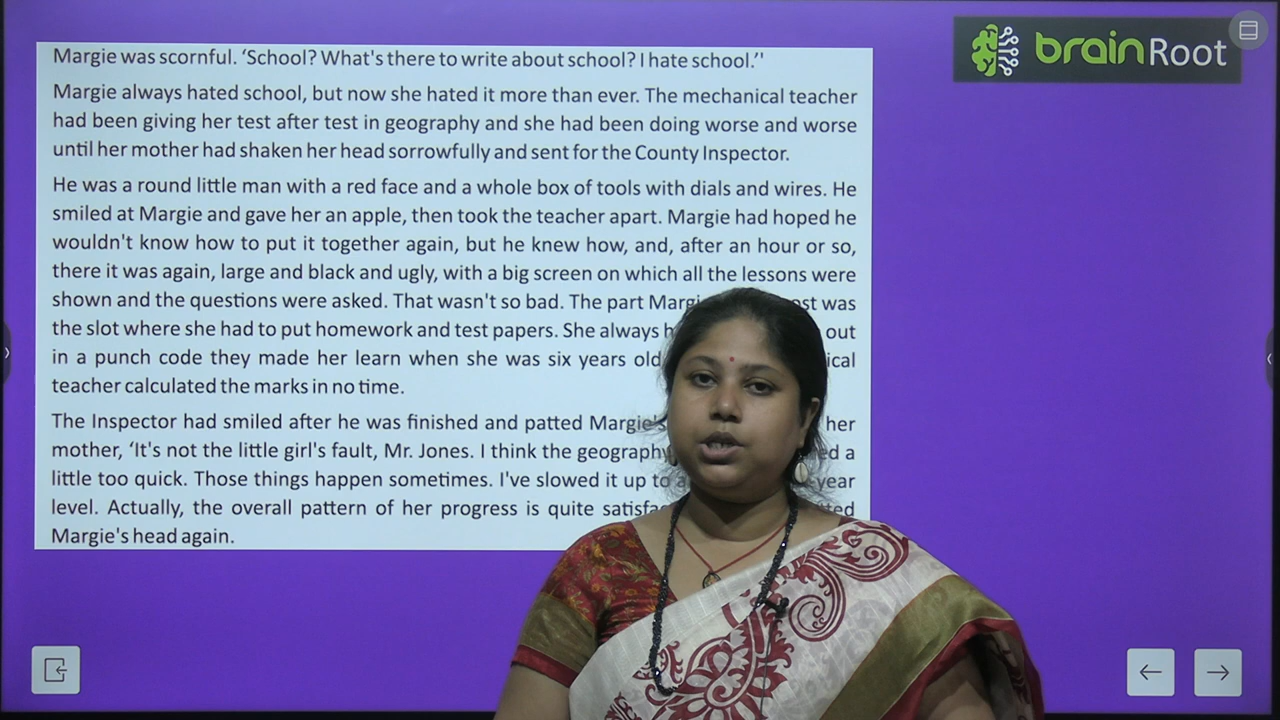 brainRoot
Margie was scornful. ‘School? What's there to write about school? I hate school.’'
Margie always hated school, but now she hated it more than ever. The mechanical teacher
had been giving her test after test in geography and she had been doing worse and worse
until her mother had shaken her head sorrowfully and sent for the County Inspector.
He was a round little man with a red face and a whole box of tools with dials and wires. He
smiled at Margie and gave her an apple, then took the teacher apart. Margie had hoped he
wouldn't know how to put it together again, but he knew how, and, after an hour or so,
there it was again, large and black and ugly, with a big screen on which all the lessons were
shown and the questions were asked. That wasn't so bad. The part was
the slot where she had to put homework and test papers. She always out
in a punch code they made her learn when she was six years old
teacher calculated the marks in no time.
The Inspector had smiled after he was finished and patted Margie's her
mother, ‘It's not the little girl's fault, Mr. Jones. I think the geography a
little too quick. Those things happen sometimes. I've slowed it up to year
level. Actually, the overall pattern of her progress is quite
Margie's head again.